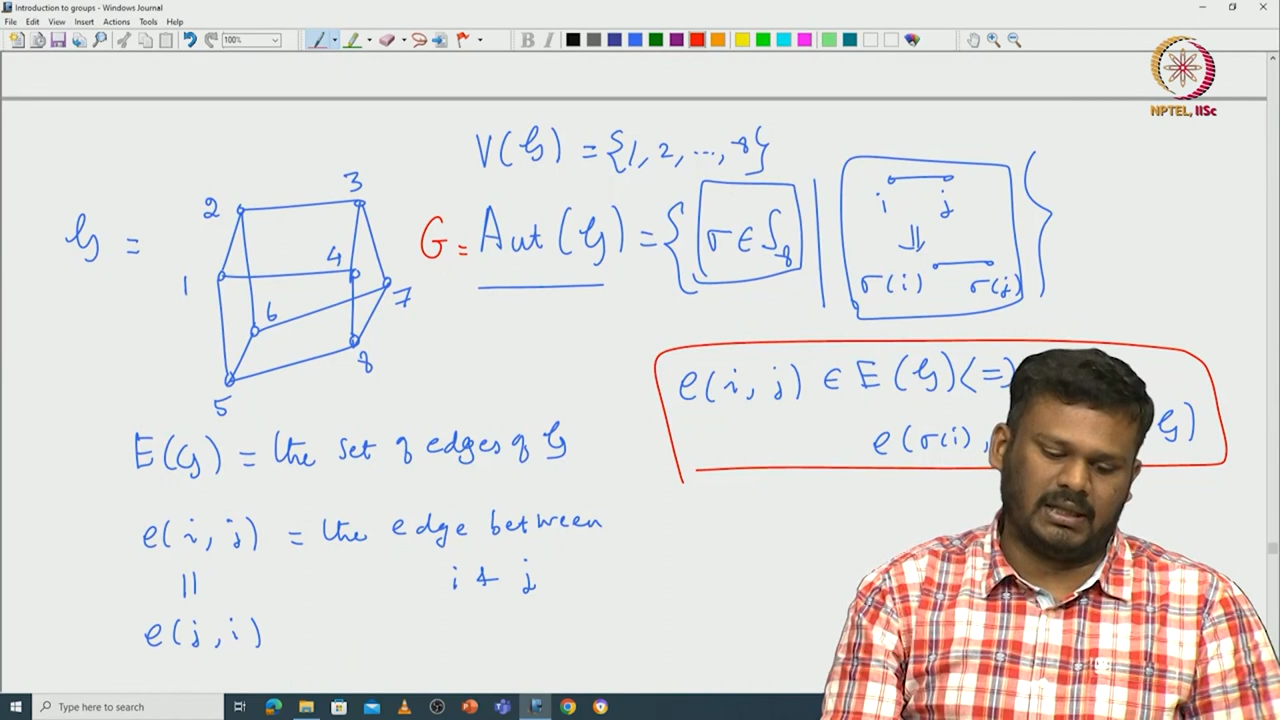 Introduction to groups - Windows Journal
File Edit View Insert Actions Tools Help
100%
B I
NPTEL, IISc
V(G) = {1, 2, ..., 8}
G = Aut(G) = { σ ∈ S₈ | i j
⇓
σ(i) σ(j) }
G =
2 3
1 4
6 7
5 8
e(i, j) ∈ E(G) <=>
e(σ(i), G)
E(G) = the set of edges of G
e(i, j) = the edge between
i & j
||
e(j, i)
Type here to search